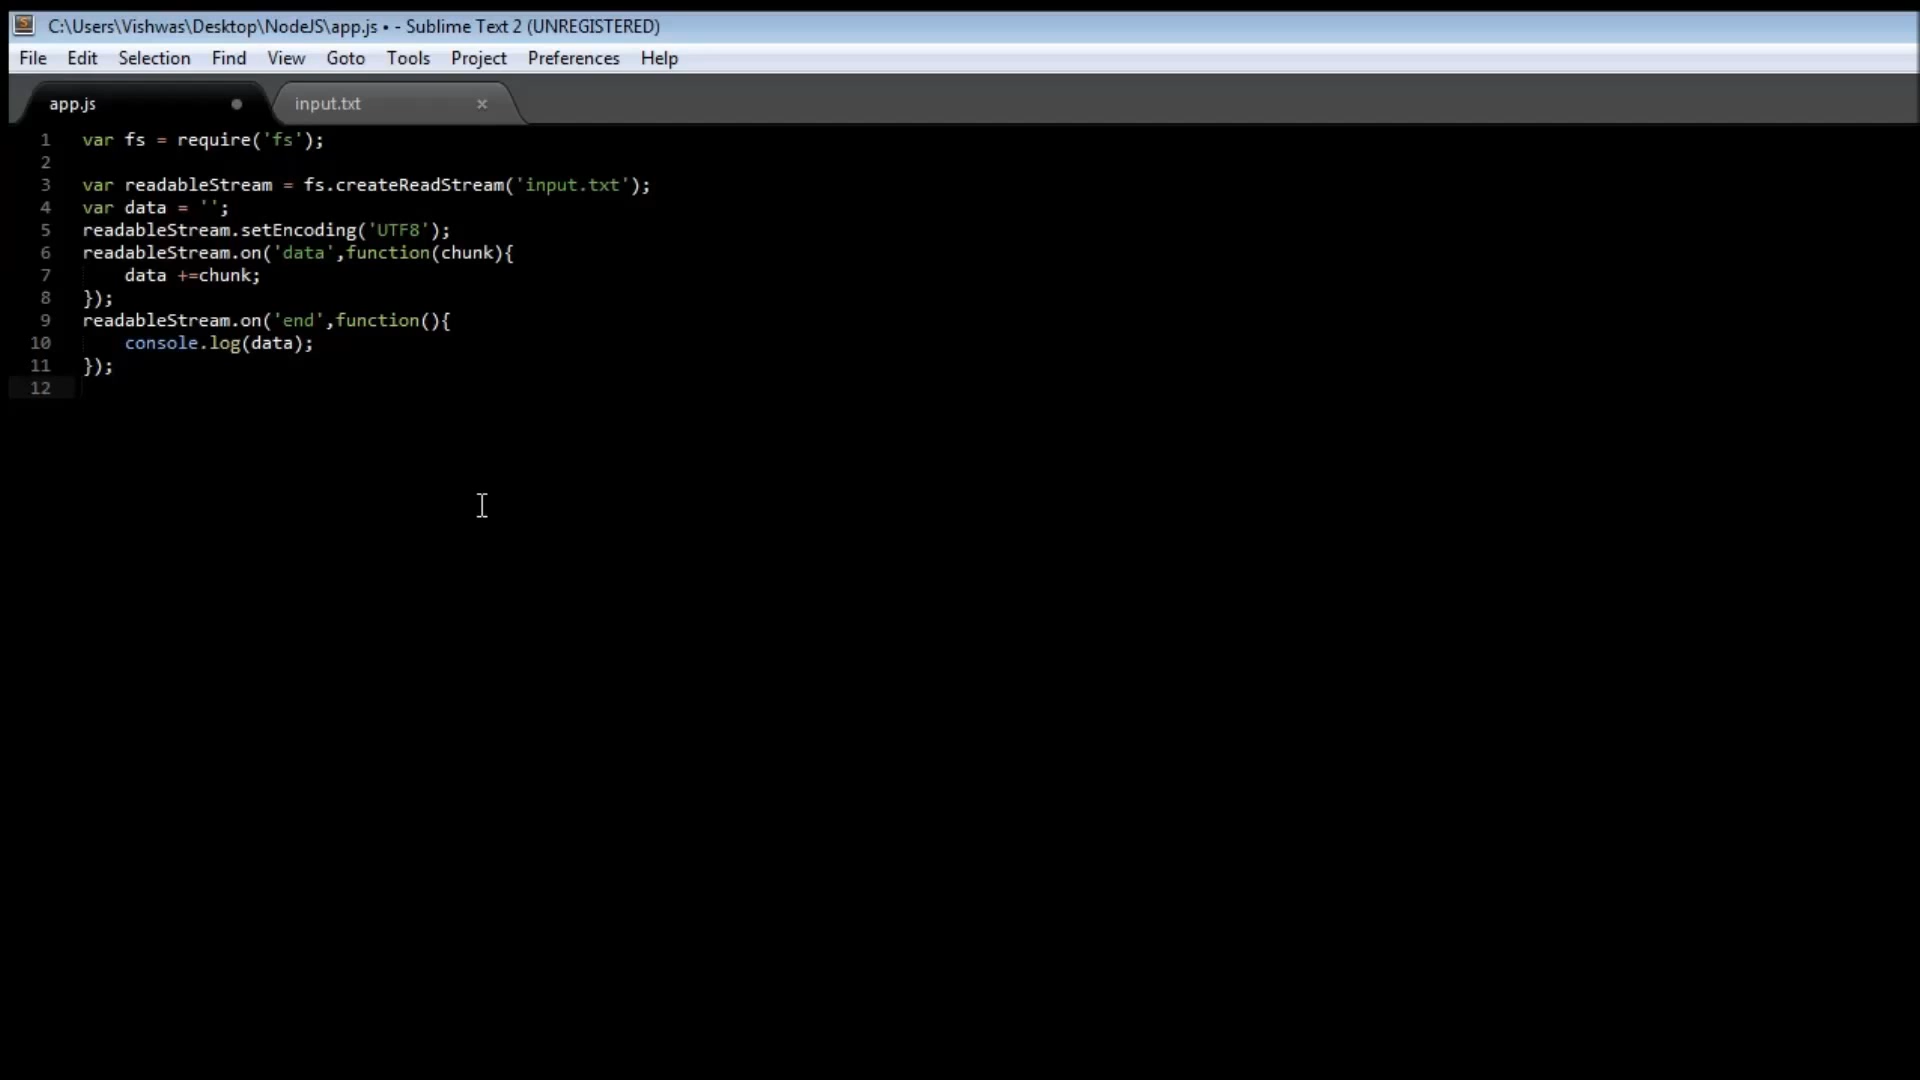 C:\Users\Vishwas\Desktop\NodeJS\app.js • - Sublime Text 2 (UNREGISTERED)
File Edit Selection Find View Goto Tools Project Preferences Help
app.js input.txt
1 var fs = require('fs');
2
3 var readableStream = fs.createReadStream('input.txt');
4 var data = '';
5 readableStream.setEncoding('UTF8');
6 readableStream.on('data',function(chunk){
7     data +=chunk;
8 });
9 readableStream.on('end',function(){
10     console.log(data);
11 });
12